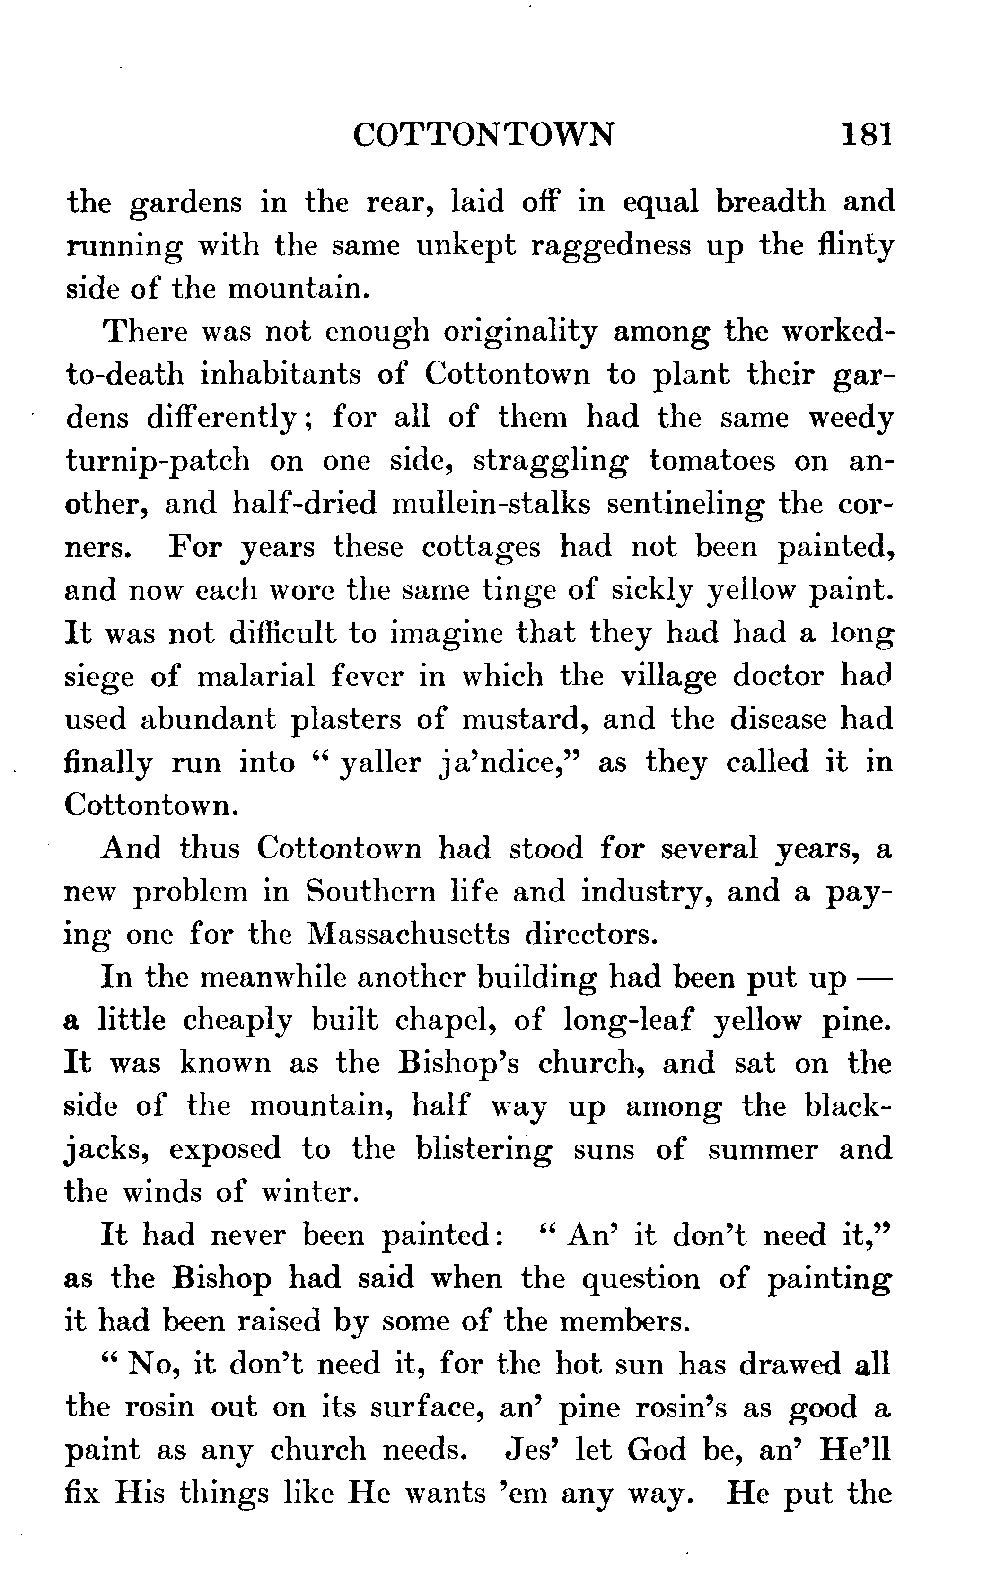 COTTONTOWN 181
the gardens in the rear, laid off in equal breadth and
running with the same unkept raggedness up the flinty
side of the mountain.
There was not enough originality among the worked-
to-death inhabitants of Cottontown to plant their gar-
dens differently; for all of them had the same weedy
turnip-patch on one side, straggling tomatoes on an-
other, and half-dried mullein-stalks sentineling the cor-
ners. For years these cottages had not been painted,
and now each wore the same tinge of sickly yellow paint.
It was not difficult to imagine that they had had a long
siege of malarial fever in which the village doctor had
used abundant plasters of mustard, and the disease had
finally run into “ yaller ja’ndice,” as they called it in
Cottontown.
And thus Cottontown had stood for several years, a
new problem in Southern life and industry, and a pay-
ing one for the Massachusetts directors.
In the meanwhile another building had been put up —
a little cheaply built chapel, of long-leaf yellow pine.
It was known as the Bishop’s church, and sat on the
side of the mountain, half way up among the black-
jacks, exposed to the blistering suns of summer and
the winds of winter.
It had never been painted: “ An’ it don’t need it,”
as the Bishop had said when the question of painting
it had been raised by some of the members.
“ No, it don’t need it, for the hot sun has drawed all
the rosin out on its surface, an’ pine rosin’s as good a
paint as any church needs. Jes’ let God be, an’ He’ll
fix His things like He wants ’em any way. He put the